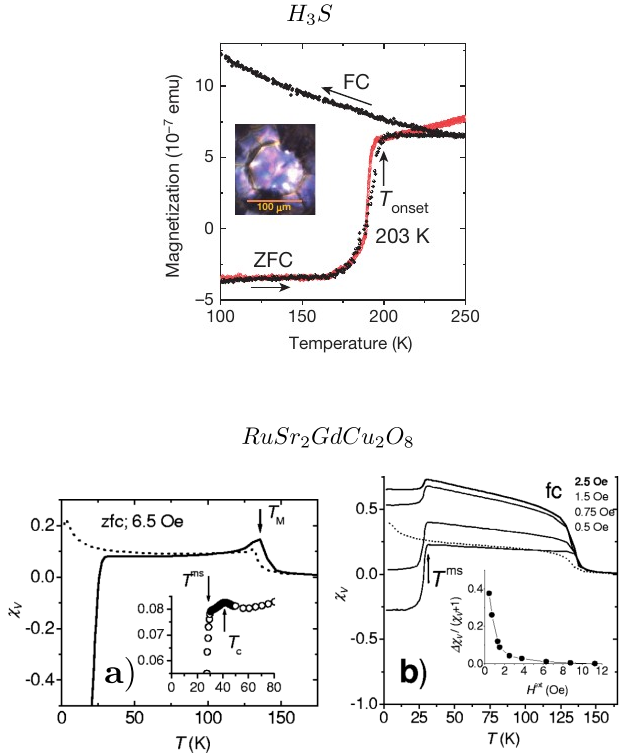 H₃S
Magnetization (10⁻⁷ emu)
10
5
0
−5
FC
100 μm
T onset
203 K
ZFC
100
150
200
250
Temperature (K)
RuSr₂GdCu₂O₈
χV
0.2
0.0
-0.2
-0.4
zfc; 6.5 Oe
TM
Tms
0.08
0.07
0.06
Tc
0
20
40
60
80
a)
0
50
100
150
T (K)
χV
0.5
0.0
-0.5
-1.0
fc
2.5 Oe
1.5 Oe
0.75 Oe
0.5 Oe
Tms
ΔχV/(χV+1)
0.4
0.2
0.0
0 2 4 6 8 10 12
Hext (Oe)
b)
0 25 50 75 100 125 150
T (K)